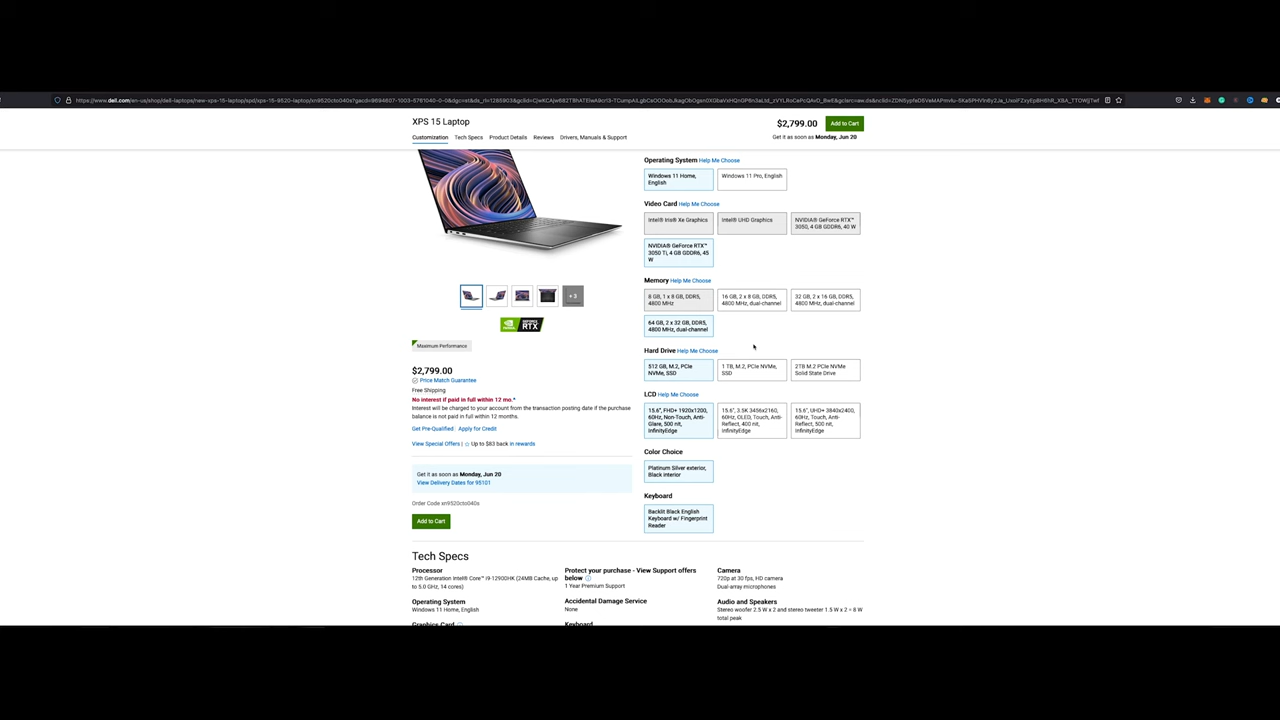 XPS 15 Laptop
$2,799.00
Add to Cart
Customization
Tech Specs
Product Details
Reviews
Drivers, Manuals & Support
Get it as soon as Monday, Jun 20
Operating System Help Me Choose
Windows 11 Home,
English
Windows 11 Pro, English
Video Card Help Me Choose
Intel® Iris® Xe Graphics
Intel® UHD Graphics
NVIDIA® GeForce RTX™
3050, 4 GB GDDR6, 40 W
NVIDIA® GeForce RTX™
3050 Ti, 4 GB GDDR6, 45
W
Memory Help Me Choose
8 GB, 1 x 8 GB, DDR5,
4800 MHz
16 GB, 2 x 8 GB, DDR5,
4800 MHz, dual-channel
32 GB, 2 x 16 GB, DDR5,
4800 MHz, dual-channel
64 GB, 2 x 32 GB, DDR5,
4800 MHz, dual-channel
Hard Drive Help Me Choose
512 GB, M.2, PCIe
NVMe, SSD
1 TB, M.2, PCIe NVMe,
SSD
2TB M.2 PCIe NVMe
Solid State Drive
LCD Help Me Choose
15.6", FHD+ 1920x1200,
60Hz, Non-Touch, Anti-
Glare, 500 nit,
InfinityEdge
15.6", 3.5K 3456x2160,
60Hz, OLED, Touch, Anti-
Reflect, 400 nit,
InfinityEdge
15.6", UHD+ 3840x2400,
60Hz, Touch, Anti-
Reflect, 500 nit,
InfinityEdge
Color Choice
Platinum Silver exterior,
Black interior
Keyboard
Backlit Black English
Keyboard w/ Fingerprint
Reader
+3
NVIDIA
GEFORCE
RTX
Maximum Performance
$2,799.00
Price Match Guarantee
Free Shipping
No interest if paid in full within 12 mo.*
Interest will be charged to your account from the transaction posting date if the purchase
balance is not paid in full within 12 months.
Get Pre-Qualified Apply for Credit
View Special Offers | Up to $83 back in rewards
Get it as soon as Monday, Jun 20
View Delivery Dates for 95101
Order Code xn9520cto040s
Add to Cart
Tech Specs
Processor
12th Generation Intel® Core™ i9-12900HK (24MB Cache, up
to 5.0 GHz, 14 cores)
Operating System
Windows 11 Home, English
Graphics Card
Protect your purchase - View Support offers
below
1 Year Premium Support
Accidental Damage Service
None
Keyboard
Camera
720p at 30 fps, HD camera
Dual-array microphones
Audio and Speakers
Stereo woofer 2.5 W x 2 and stereo tweeter 1.5 W x 2 = 8 W
total peak